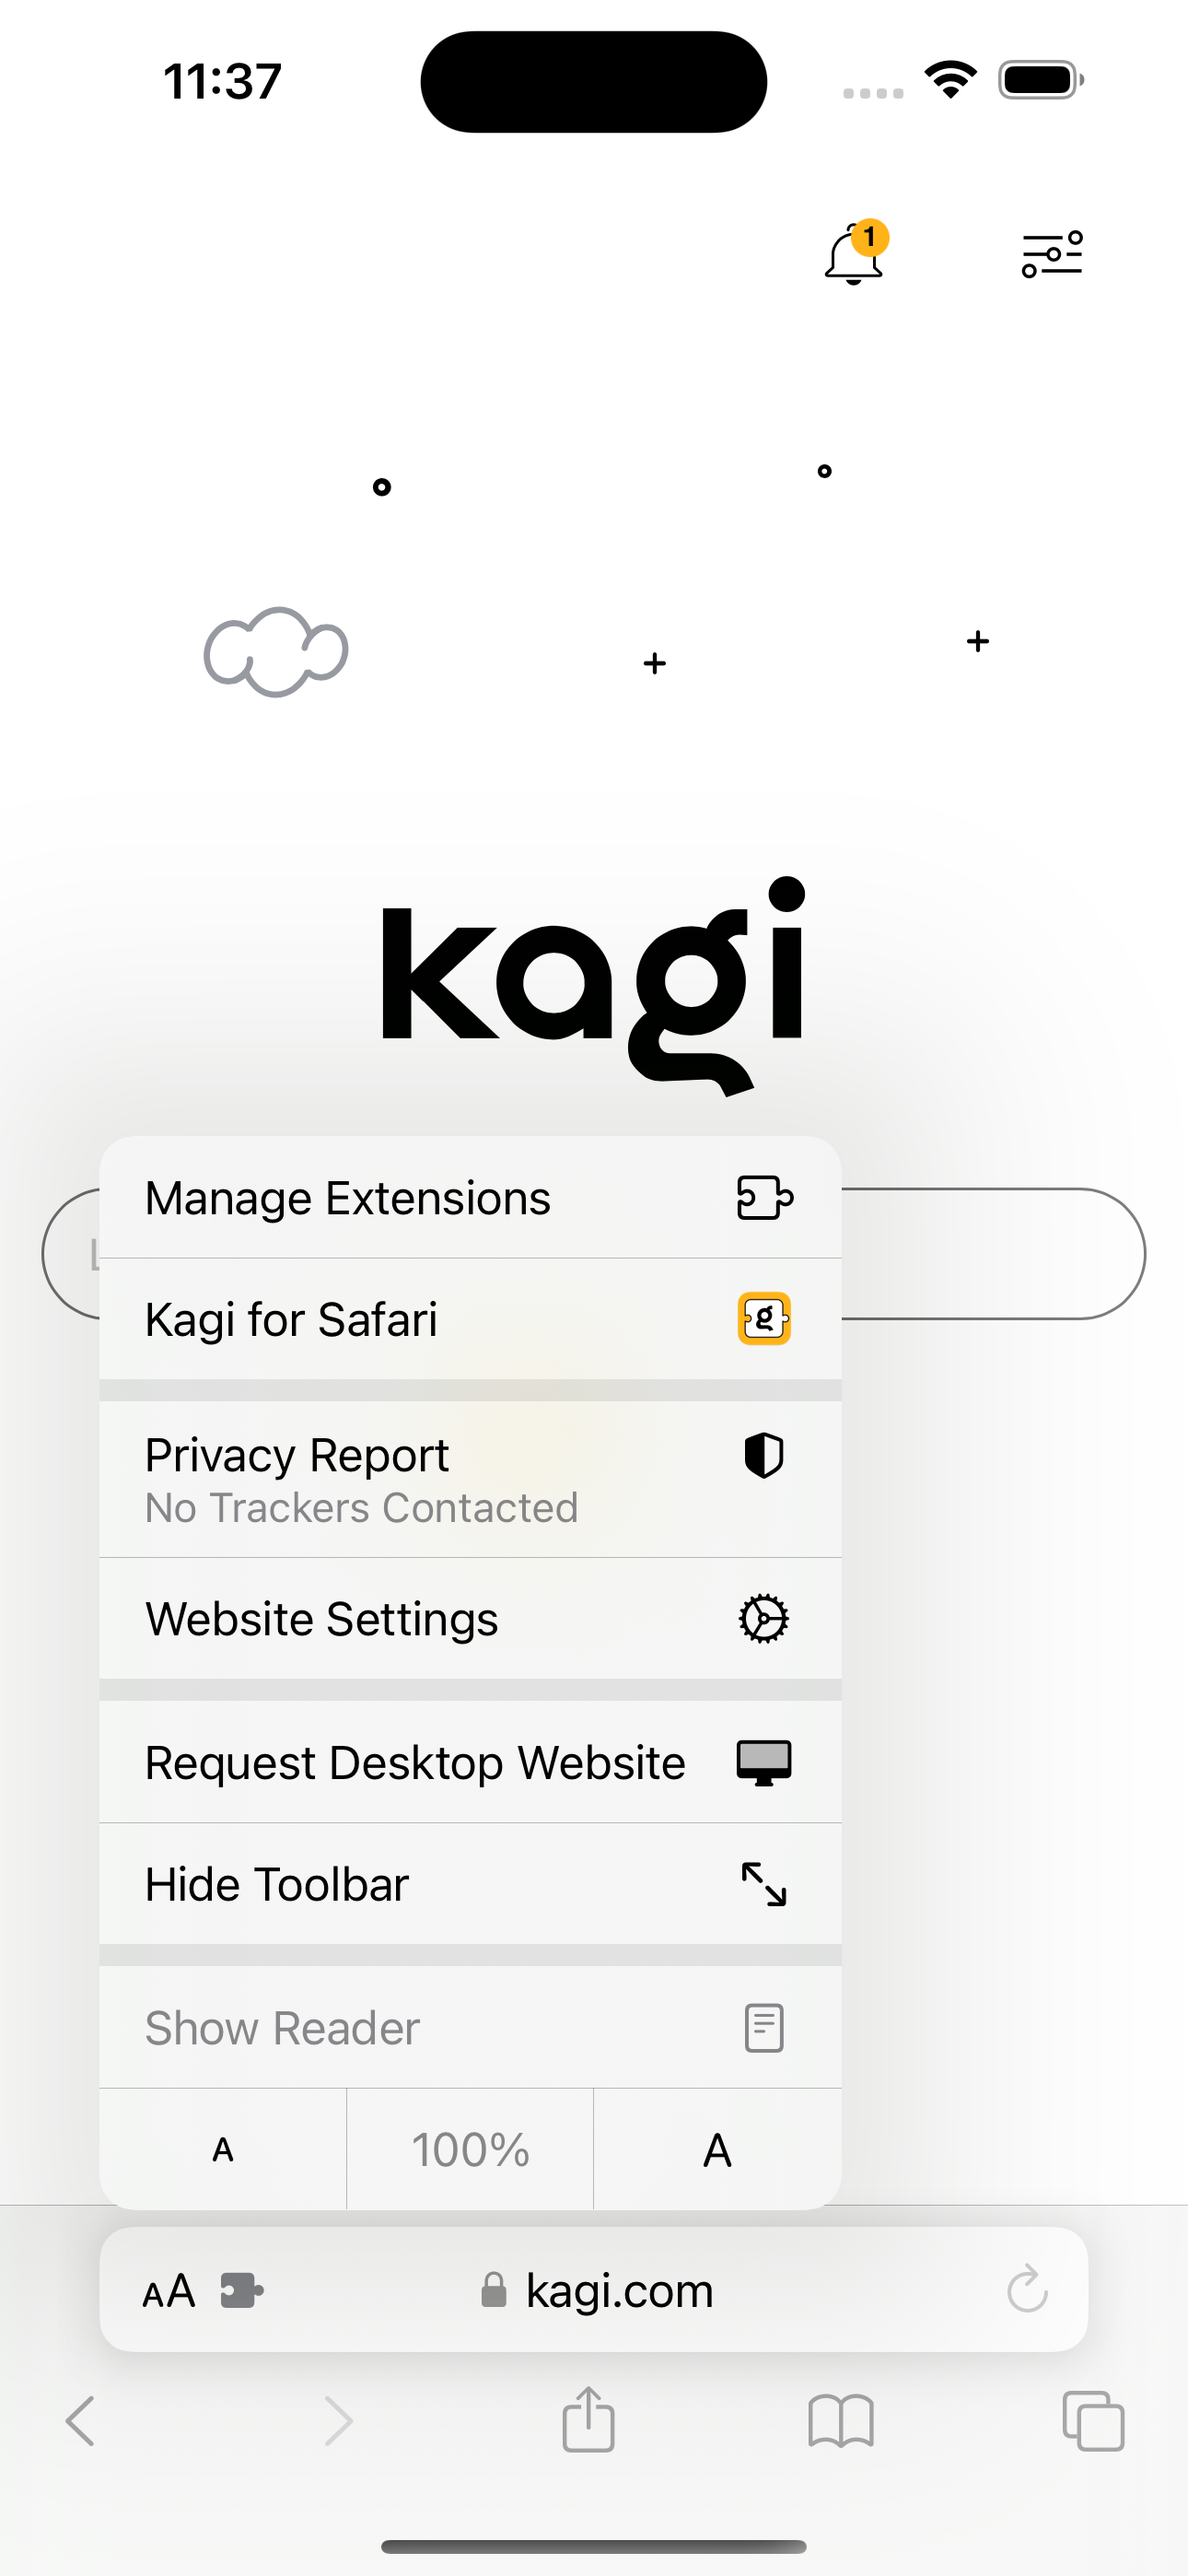 11:37
1
kagi
Manage Extensions
Kagi for Safari
g
Privacy Report
No Trackers Contacted
Website Settings
Request Desktop Website
Hide Toolbar
Show Reader
A
100%
A
AA
kagi.com